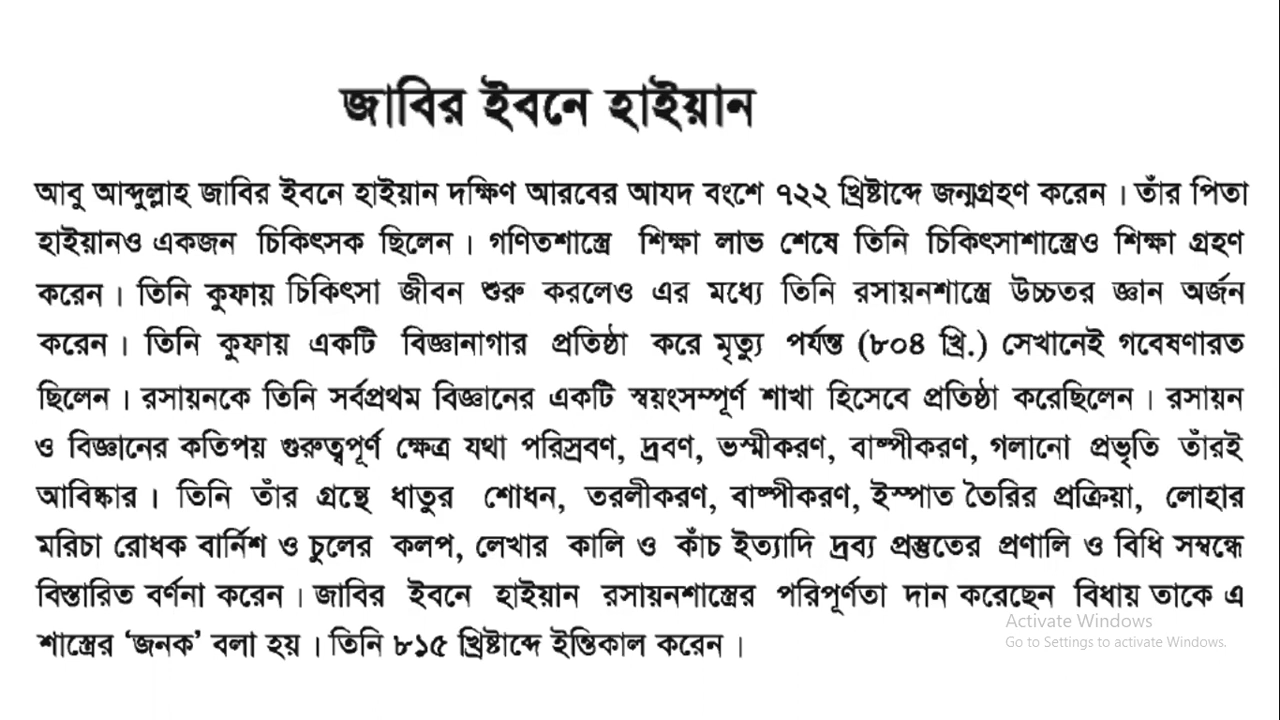 জাবির ইবনে হাইয়ান
আবু আব্দুল্লাহ জাবির ইবনে হাইয়ান দক্ষিণ আরবের আযদ বংশে ৭২২ খ্রিষ্টাব্দে জন্মগ্রহণ করেন । তাঁর পিতা
হাইয়ানও একজন চিকিৎসক ছিলেন । গণিতশাস্ত্রে শিক্ষা লাভ শেষে তিনি চিকিৎসাশাস্ত্রেও শিক্ষা গ্রহণ
করেন । তিনি কুফায় চিকিৎসা জীবন শুরু করলেও এর মধ্যে তিনি রসায়নশাস্ত্রে উচ্চতর জ্ঞান অর্জন
করেন । তিনি কুফায় একটি বিজ্ঞানাগার প্রতিষ্ঠা করে মৃত্যু পর্যন্ত (৮০৪ খ্রি.) সেখানেই গবেষণারত
ছিলেন । রসায়নকে তিনি সর্বপ্রথম বিজ্ঞানের একটি স্বয়ংসম্পূর্ণ শাখা হিসেবে প্রতিষ্ঠা করেছিলেন । রসায়ন
ও বিজ্ঞানের কতিপয় গুরুত্বপূর্ণ ক্ষেত্র যথা পরিস্রবণ, দ্রবণ, ভস্মীকরণ, বাষ্পীকরণ, গলানো প্রভৃতি তাঁরই
আবিষ্কার । তিনি তাঁর গ্রন্থে ধাতুর শোধন, তরলীকরণ, বাষ্পীকরণ, ইস্পাত তৈরির প্রক্রিয়া, লোহার
মরিচা রোধক বার্নিশ ও চুলের কলপ, লেখার কালি ও কাঁচ ইত্যাদি দ্রব্য প্রস্তুতের প্রণালি ও বিধি সম্বন্ধে
বিস্তারিত বর্ণনা করেন । জাবির ইবনে হাইয়ান রসায়নশাস্ত্রের পরিপূর্ণতা দান করেছেন বিধায় তাকে এ
শাস্ত্রের ‘জনক’ বলা হয় । তিনি ৮১৫ খ্রিষ্টাব্দে ইন্তিকাল করেন ।
Activate Windows
Go to Settings to activate Windows.